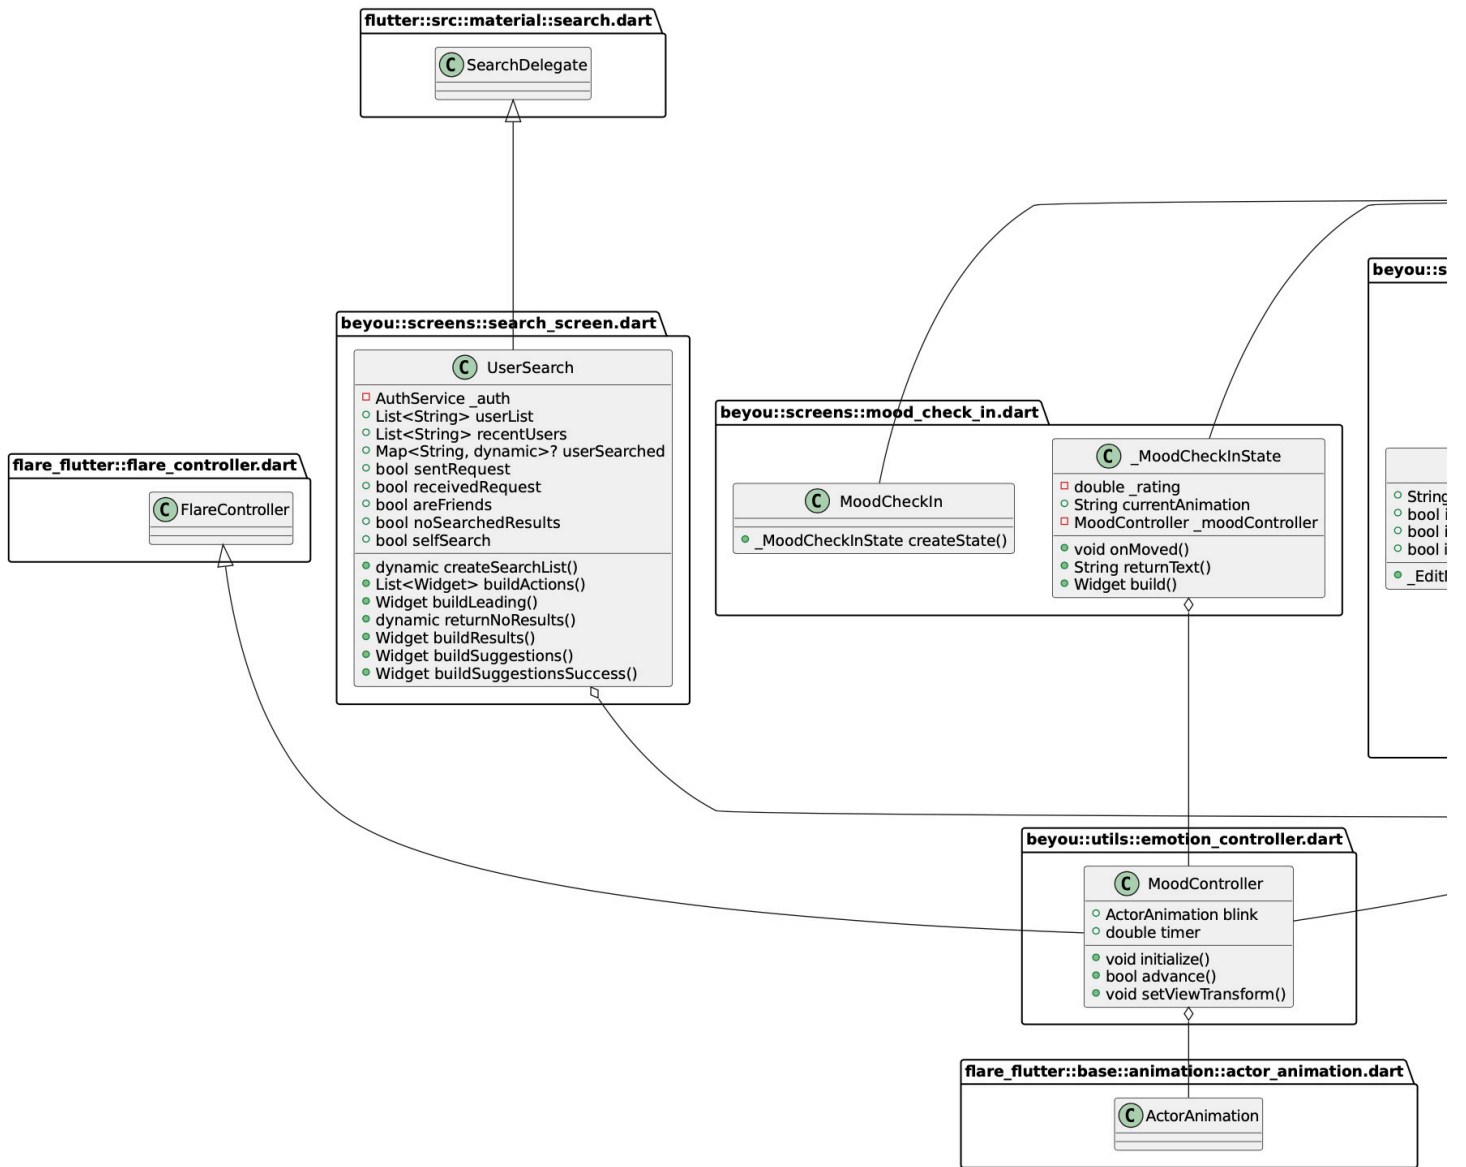 flutter::src::material::search.dart
C SearchDelegate
beyou::screens::search_screen.dart
C UserSearch
AuthService _auth
List<String> userList
List<String> recentUsers
Map<String, dynamic>? userSearched
bool sentRequest
bool receivedRequest
bool areFriends
bool noSearchedResults
bool selfSearch
dynamic createSearchList()
List<Widget> buildActions()
Widget buildLeading()
dynamic returnNoResults()
Widget buildResults()
Widget buildSuggestions()
Widget buildSuggestionsSuccess()
flare_flutter::flare_controller.dart
C FlareController
beyou::screens::mood_check_in.dart
C MoodCheckIn
_MoodCheckInState createState()
C _MoodCheckInState
double _rating
String currentAnimation
MoodController _moodController
void onMoved()
String returnText()
Widget build()
beyou::s
String
bool i
bool i
bool i
_EditI
beyou::utils::emotion_controller.dart
C MoodController
ActorAnimation blink
double timer
void initialize()
bool advance()
void setViewTransform()
flare_flutter::base::animation::actor_animation.dart
C ActorAnimation